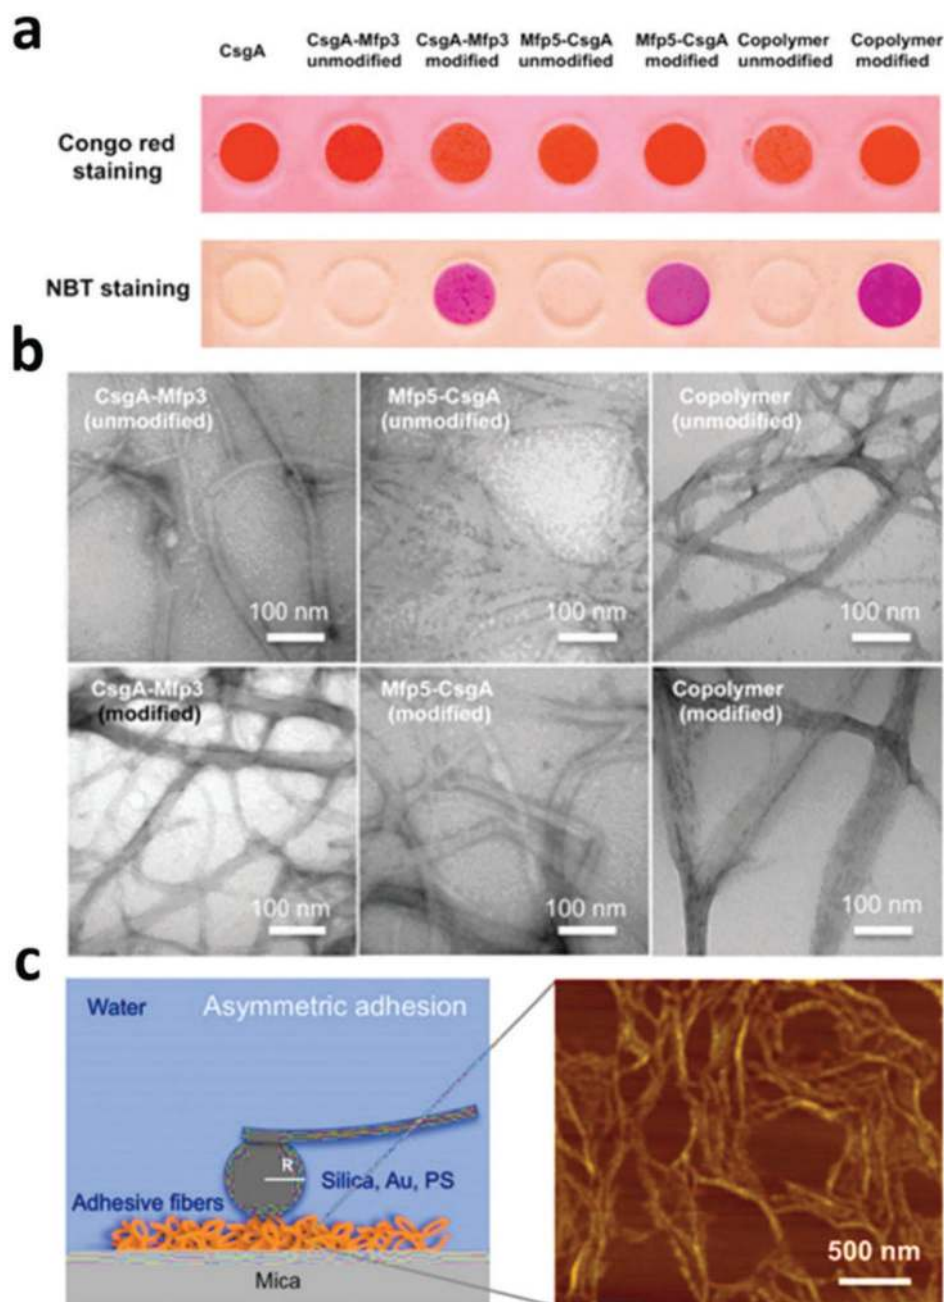 a
CsgA
CsgA-Mfp3
unmodified
CsgA-Mfp3
modified
Mfp5-CsgA
unmodified
Mfp5-CsgA
modified
Copolymer
unmodified
Copolymer
modified
Congo red
staining
NBT staining
b
CsgA-Mfp3
(unmodified)
100 nm
Mfp5-CsgA
(unmodified)
100 nm
Copolymer
(unmodified)
100 nm
CsgA-Mfp3
(modified)
100 nm
Mfp5-CsgA
(modified)
100 nm
Copolymer
(modified)
100 nm
c
Water
Asymmetric adhesion
R
Silica, Au, PS
Adhesive fibers
Mica
500 nm